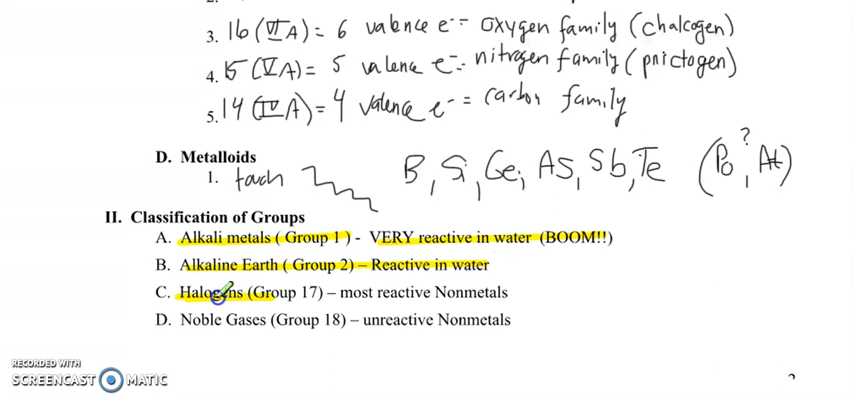 3. 16 (VI A) = 6 valence e⁻ = oxygen family (chalcogen)
4. 15 (V A) = 5 valence e⁻ = nitrogen family (pnictogen)
5. 14 (IV A) = 4 valence e⁻ = carbon family
D. Metalloids
1. touch B, Si, Ge, As, Sb, Te (Po, At)?
II. Classification of Groups
A. Alkali metals ( Group 1 ) - VERY reactive in water (BOOM!!)
B. Alkaline Earth ( Group 2) – Reactive in water
C. Halogens (Group 17) – most reactive Nonmetals
D. Noble Gases (Group 18) – unreactive Nonmetals
RECORDED WITH
SCREENCAST O MATIC